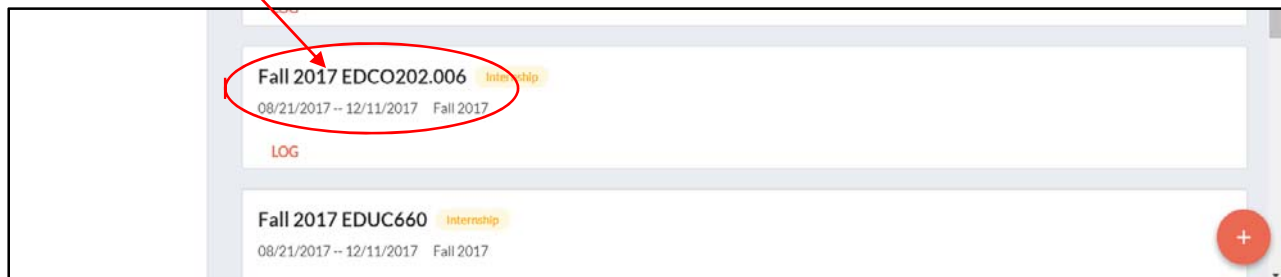 LOG
Fall 2017 EDCO202.006 Internship
08/21/2017 -- 12/11/2017 Fall 2017
LOG
Fall 2017 EDUC660 Internship
08/21/2017 -- 12/11/2017 Fall 2017
+